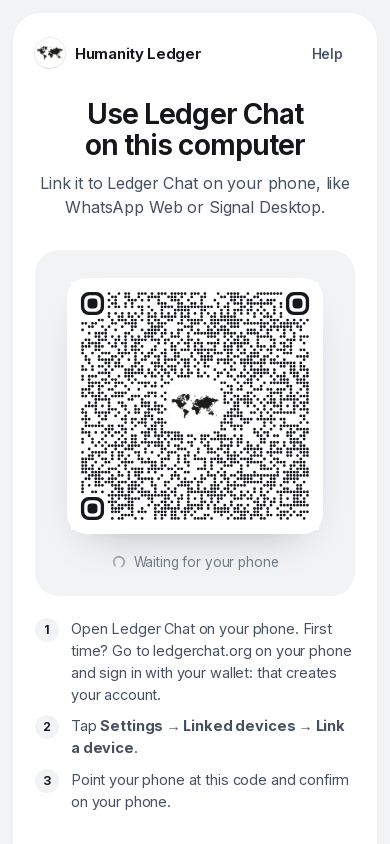 Humanity Ledger
Help
Use Ledger Chat
on this computer
Link it to Ledger Chat on your phone, like
WhatsApp Web or Signal Desktop.
Waiting for your phone
1 Open Ledger Chat on your phone. First
time? Go to ledgerchat.org on your phone
and sign in with your wallet: that creates
your account.
2 Tap Settings → Linked devices → Link
a device.
3 Point your phone at this code and confirm
on your phone.